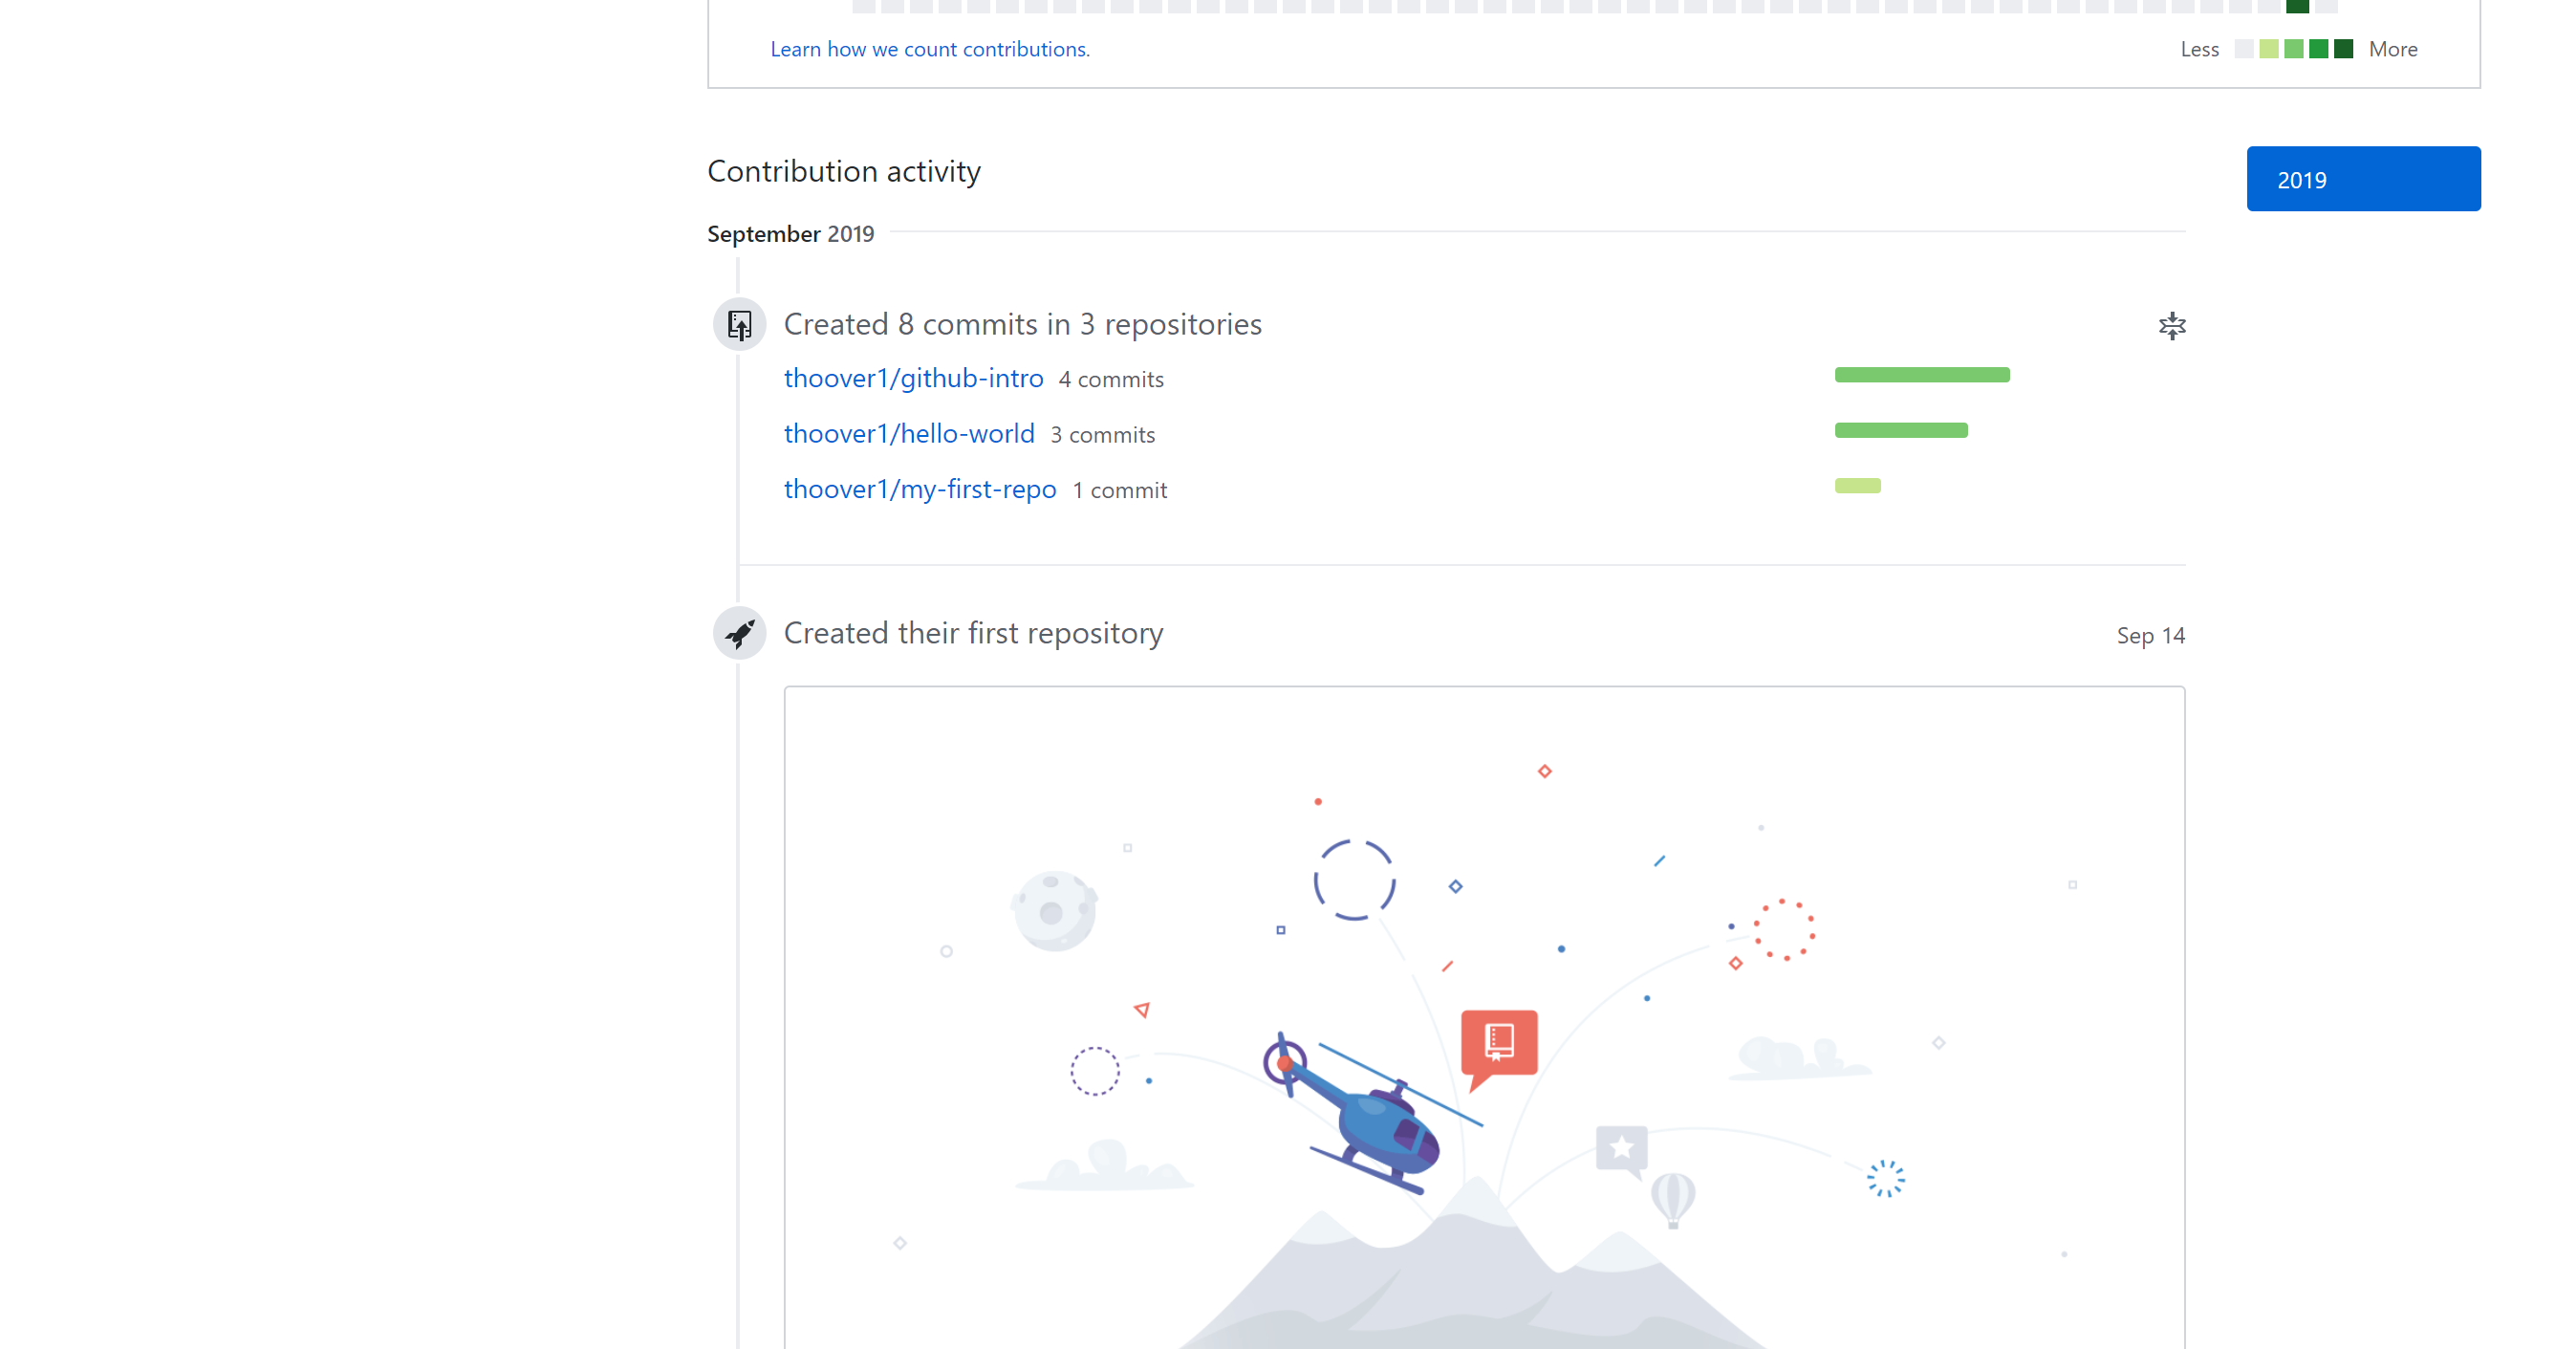 Learn how we count contributions.
Less More
Contribution activity
2019
September 2019
Created 8 commits in 3 repositories
thoover1/github-intro 4 commits
thoover1/hello-world 3 commits
thoover1/my-first-repo 1 commit
Created their first repository
Sep 14